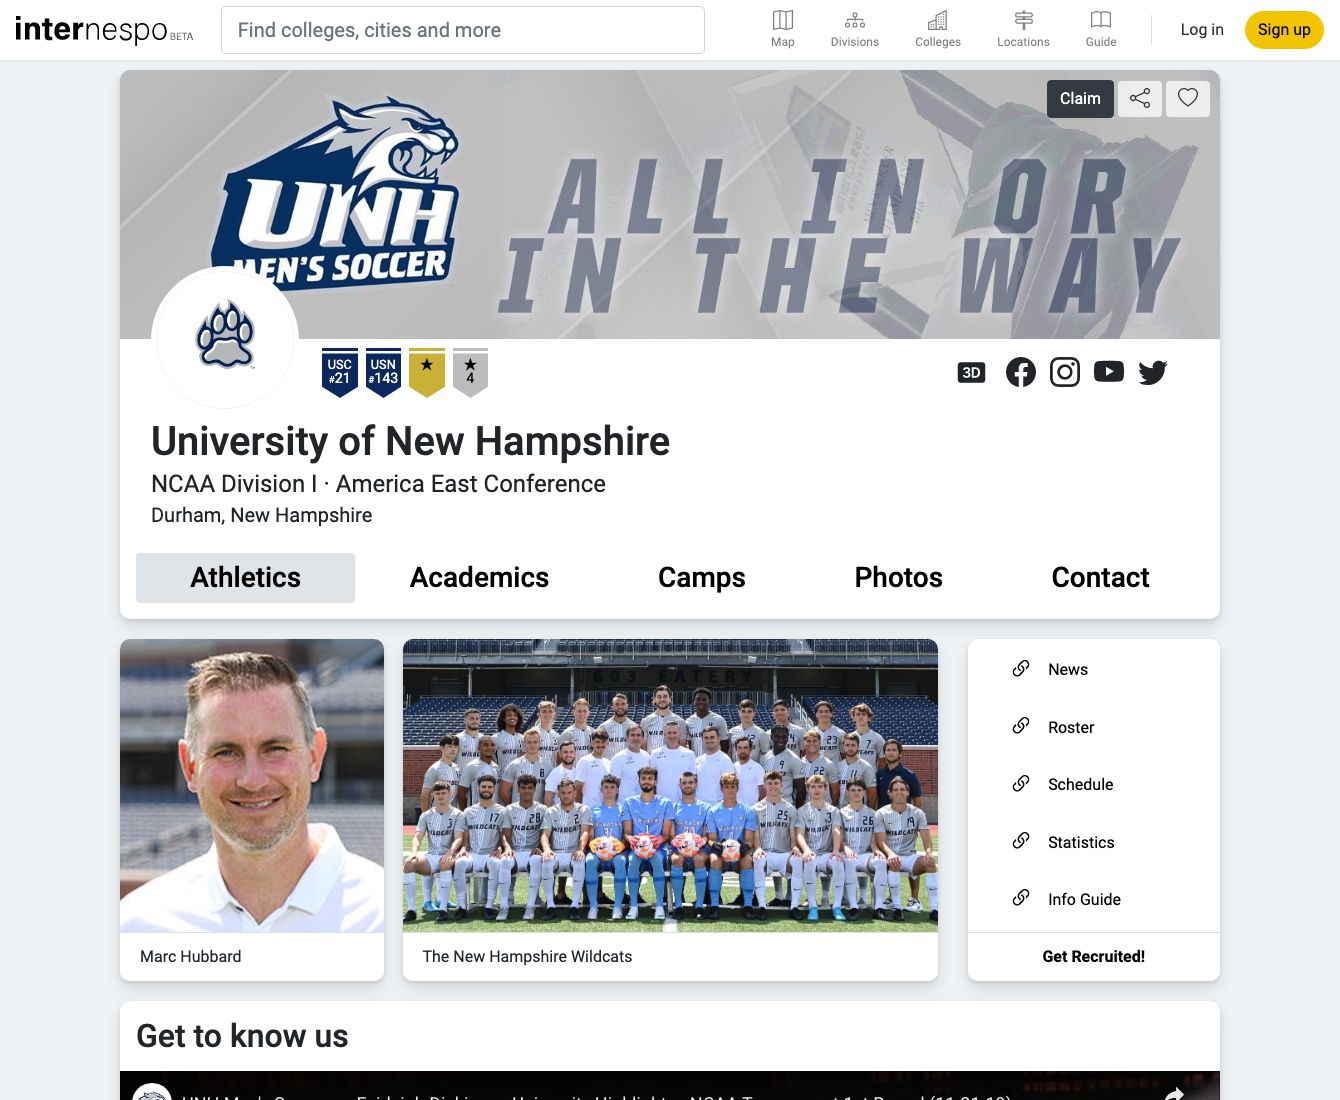 internespo BETA
Find colleges, cities and more
Map
Divisions
Colleges
Locations
Guide
Log in
Sign up
Claim
UNH
MEN'S SOCCER
ALL IN OR
IN THE WAY
USC
#21
USN
#143
4
3D
University of New Hampshire
NCAA Division I · America East Conference
Durham, New Hampshire
Athletics
Academics
Camps
Photos
Contact
603 EATERY
Marc Hubbard
The New Hampshire Wildcats
News
Roster
Schedule
Statistics
Info Guide
Get Recruited!
Get to know us